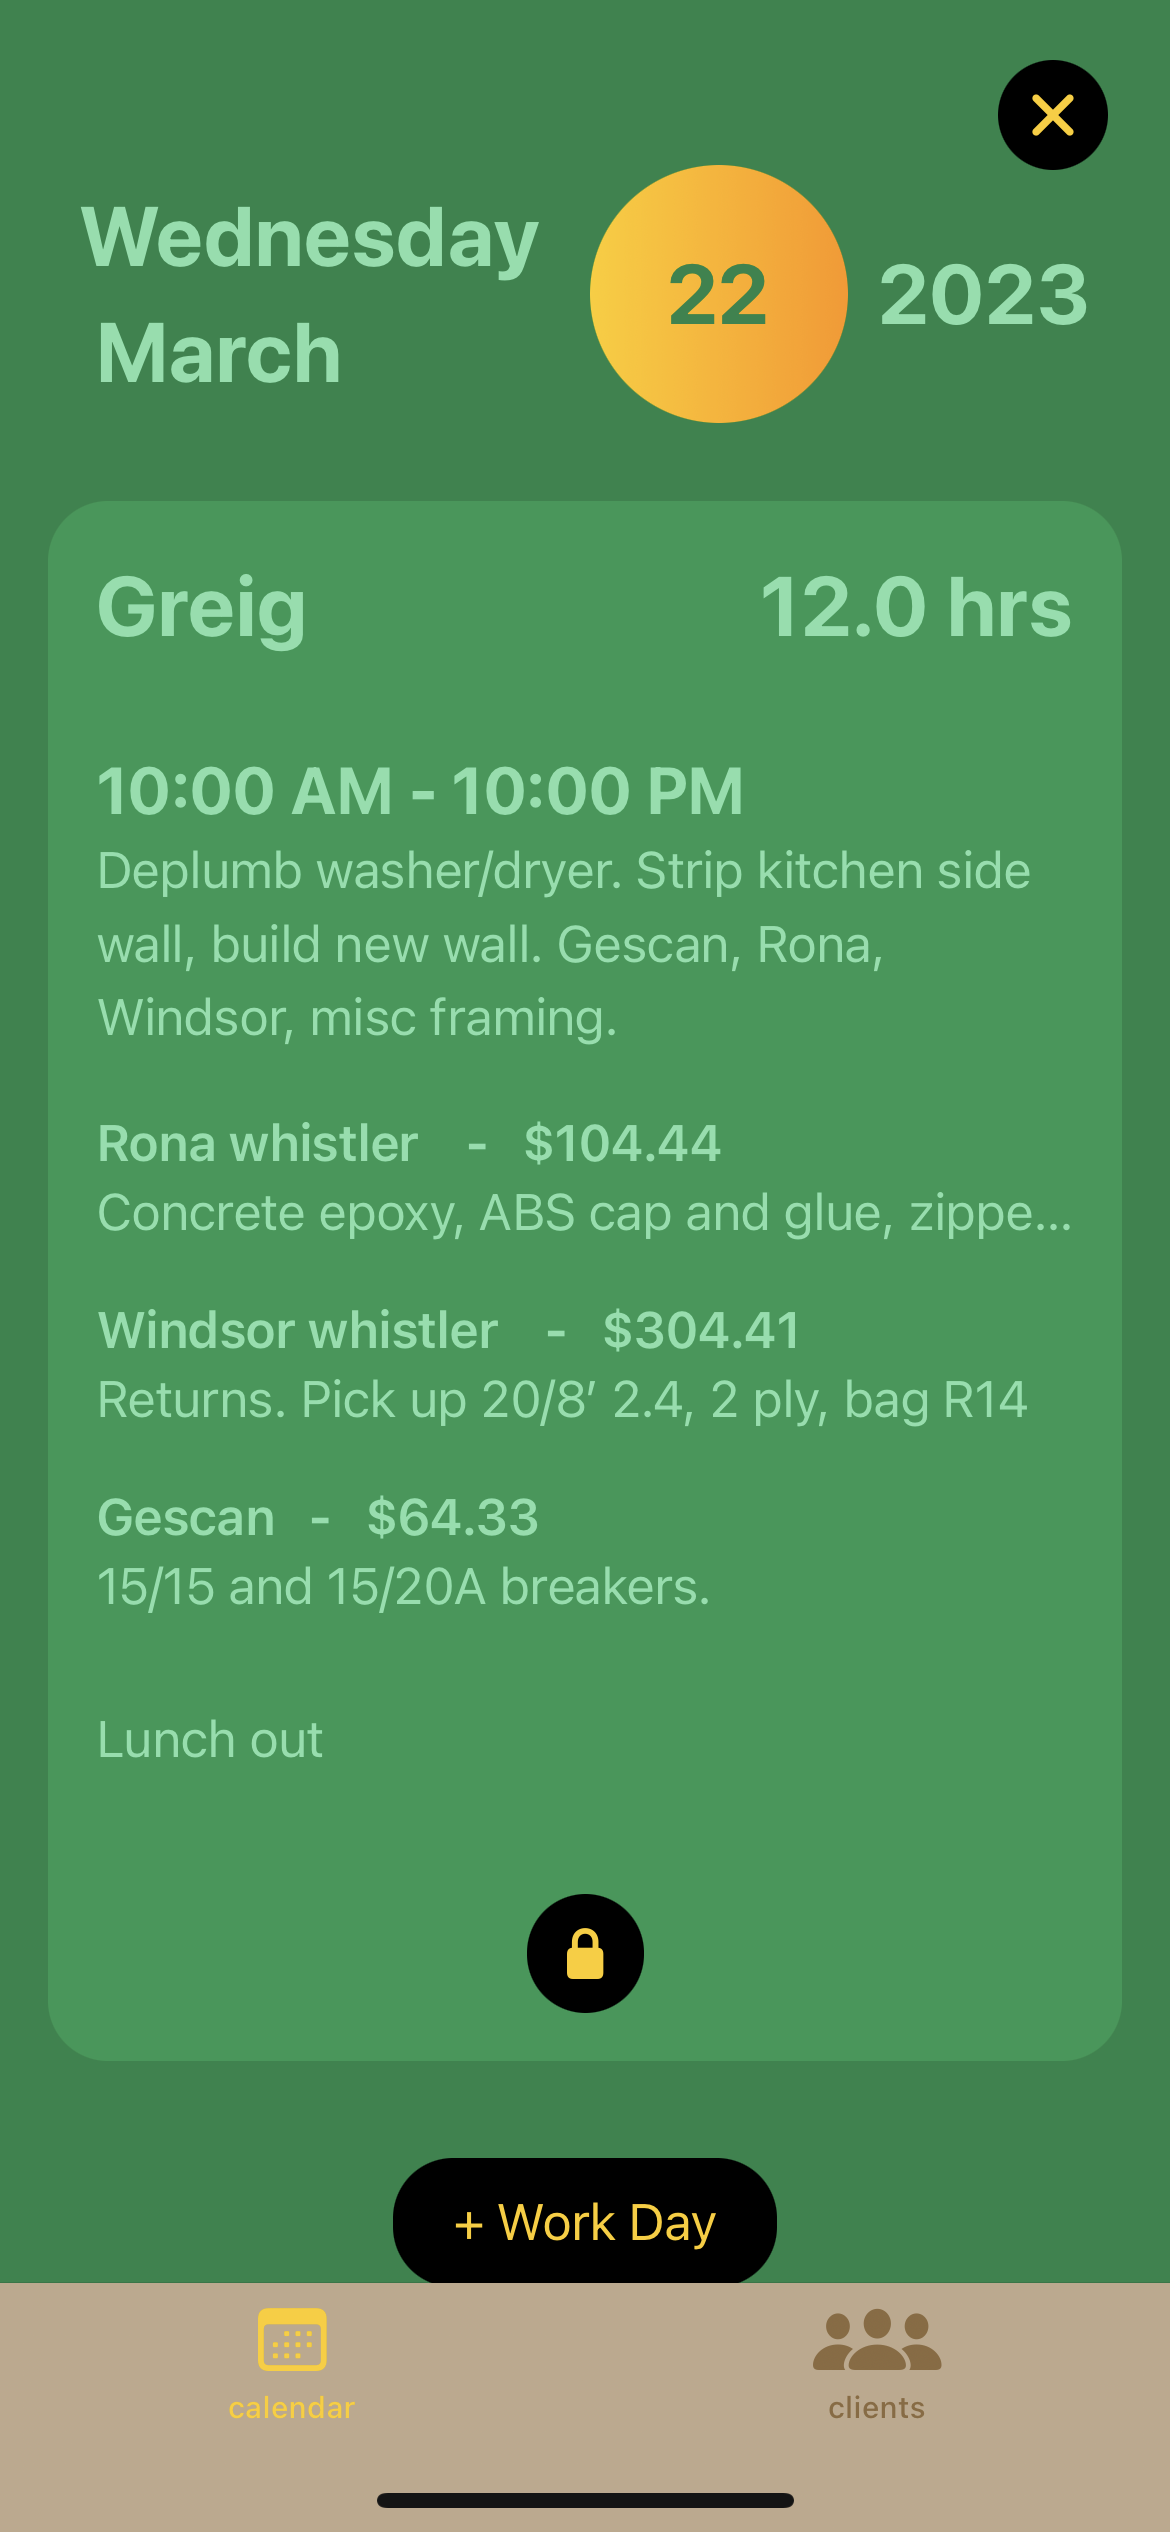 Wednesday
March
22
2023
Greig
12.0 hrs
10:00 AM - 10:00 PM
Deplumb washer/dryer. Strip kitchen side
wall, build new wall. Gescan, Rona,
Windsor, misc framing.
Rona whistler - $104.44
Concrete epoxy, ABS cap and glue, zippe...
Windsor whistler - $304.41
Returns. Pick up 20/8′ 2.4, 2 ply, bag R14
Gescan - $64.33
15/15 and 15/20A breakers.
Lunch out
+ Work Day
calendar
clients